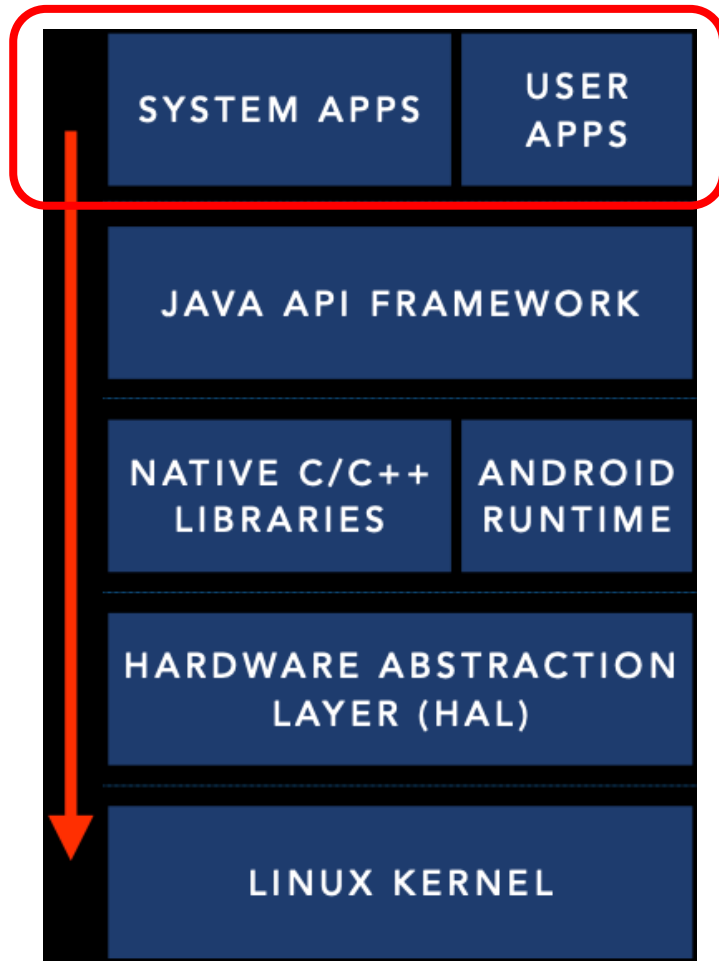 SYSTEM APPS
USER
APPS
JAVA API FRAMEWORK
NATIVE C/C++
LIBRARIES
ANDROID
RUNTIME
HARDWARE ABSTRACTION
LAYER (HAL)
LINUX KERNEL